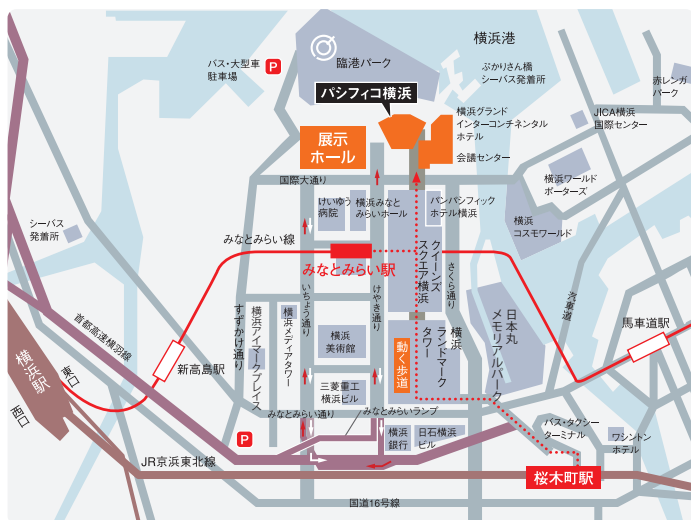 横浜港
バス・大型車
駐車場
P
臨港パーク
ぷかりさん橋
シーバス発着所
赤レンガ
パーク
パシフィコ横浜
横浜グランド
インターコンチネンタル
ホテル
JICA横浜
国際センター
展示
ホール
会議センター
国際大通り
横浜ワールド
ポーターズ
けいゆう
病院
横浜みなと
みらいホール
パンパシフィック
ホテル横浜
横浜
コスモワールド
シーバス
発着所
みなとみらい線
みなとみらい駅
クイーンズ
スクエア横浜
さくら通り
いちょう通り
けやき通り
すずかけ通り
汽車道
馬車道駅
首都高速横羽線
横浜アイマークプレイス
横浜メディアタワー
横浜
美術館
横浜
ランドマーク
タワー
日本丸
メモリアルパーク
動く歩道
横浜駅
東口
西口
新高島駅
三菱重工
横浜ビル
みなとみらい通り
みなとみらいランプ
P
横浜
銀行
日石横浜
ビル
バス・タクシー
ターミナル
ワシントン
ホテル
JR京浜東北線
桜木町駅
国道16号線